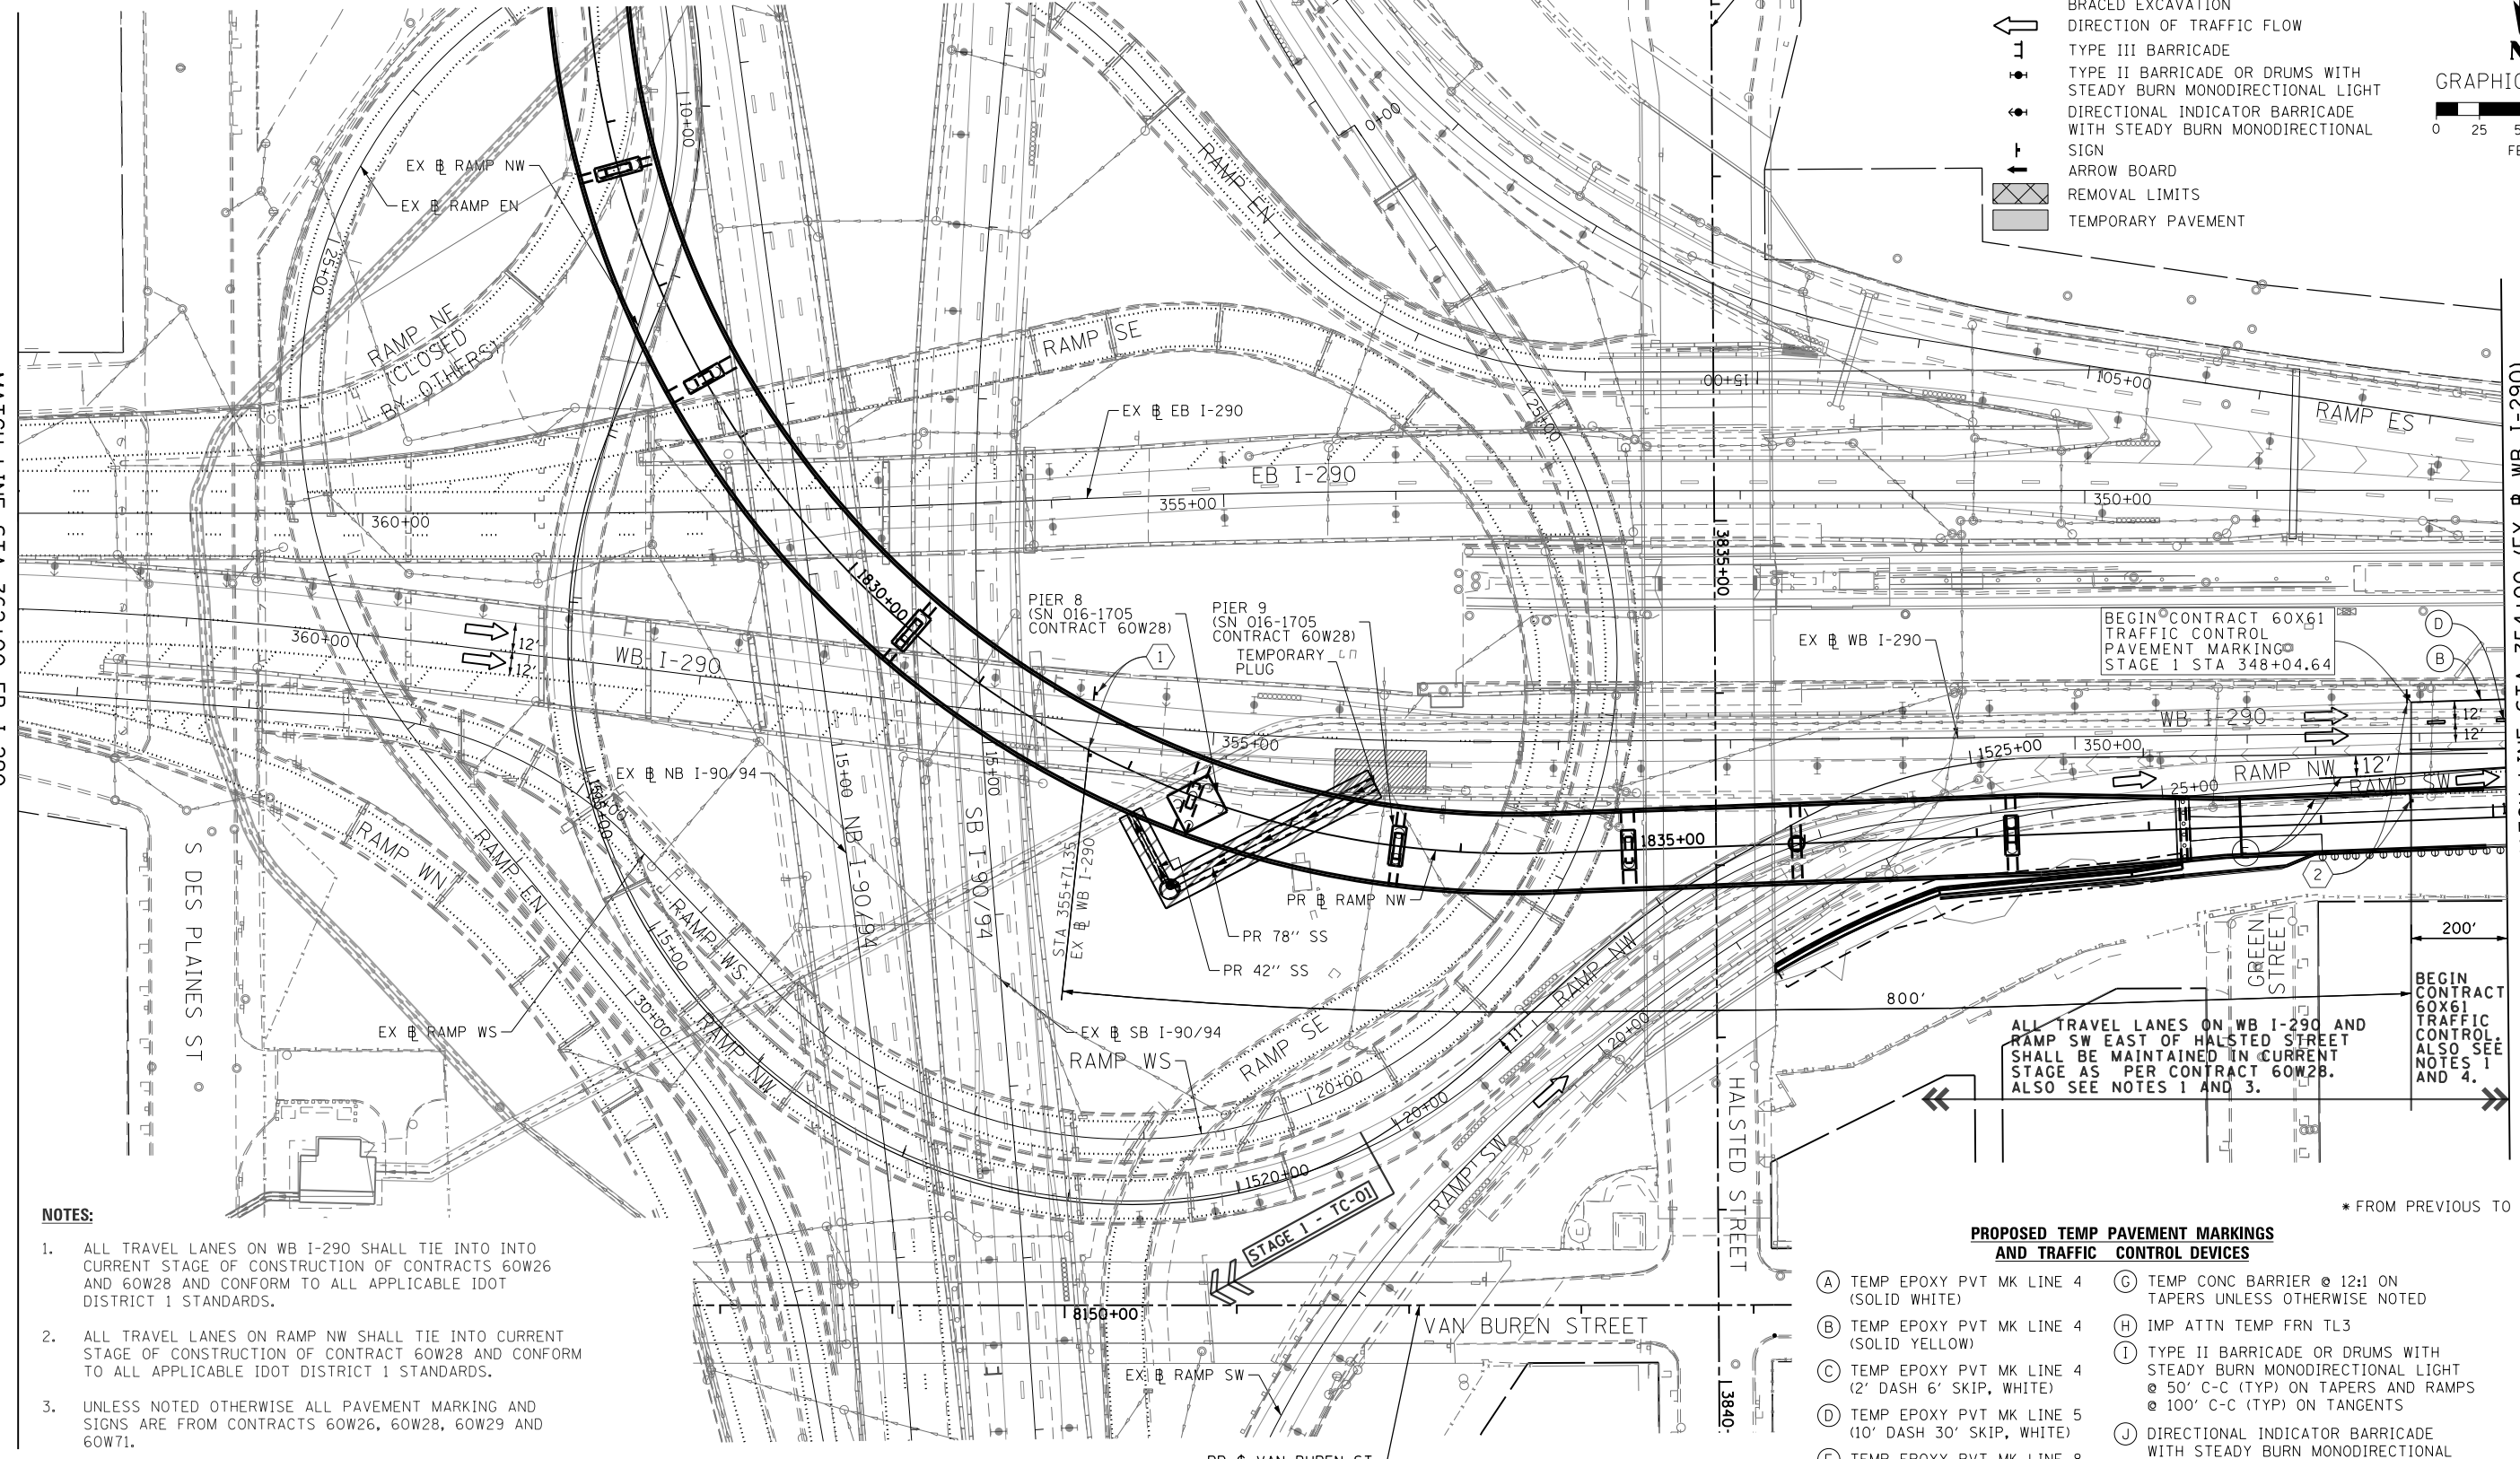 BRACED EXCAVATION
DIRECTION OF TRAFFIC FLOW
TYPE III BARRICADE
TYPE II BARRICADE OR DRUMS WITH
STEADY BURN MONODIRECTIONAL LIGHT
DIRECTIONAL INDICATOR BARRICADE
WITH STEADY BURN MONODIRECTIONAL
SIGN
ARROW BOARD
REMOVAL LIMITS
TEMPORARY PAVEMENT
GRAPHIC
0 25
EX B RAMP NW
EX B RAMP EN
10+00
25+00
RAMP NE
(CLOSED
BY OTHERS)
RAMP EN
0+00
RAMP SE
EX B EB I-290
EB I-290
355+00
360+00
25+00
15+00
105+00
RAMP ES
350+00
3835+00
1830+00
360+00
12'
12'
WB I-290
PIER 8
(SN 016-1705
CONTRACT 60W28)
PIER 9
(SN 016-1705
CONTRACT 60W28)
TEMPORARY
PLUG
1
EX B WB I-290
BEGIN CONTRACT 60X61
TRAFFIC CONTROL
PAVEMENT MARKING
STAGE 1 STA 348+04.64
D
B
WB I-290
12'
12'
355+00
1525+00
350+00
RAMP NW
12'
25+00
RAMP SW
EX B NB I-90/94
15+00
NB I-90/94
15+00
SB I-90/94
1835+00
STA 355+71.35
EX B WB I-290
PR B RAMP NW
PR 78" SS
PR 42" SS
2
S DES PLAINES ST
RAMP WN
RAMP EN
RAMP WS
15+00
30+00
RAMP NW
EX B RAMP WS
EX B SB I-90/94
RAMP WS
RAMP SE
20+00
20+00
11'
RAMP NW
20+00
RAMP SW
1520+00
STAGE 1 - TC-01
HALSTED STREET
GREEN
STREET
200'
800'
BEGIN
CONTRACT
60X61
TRAFFIC
CONTROL.
ALSO SEE
NOTES 1
AND 4.
ALL TRAVEL LANES ON WB I-290 AND
RAMP SW EAST OF HALSTED STREET
SHALL BE MAINTAINED IN CURRENT
STAGE AS PER CONTRACT 60W28.
ALSO SEE NOTES 1 AND 3.
8150+00
VAN BUREN STREET
EX B RAMP SW
3840
* FROM PREVIOUS TO
NOTES:
1. ALL TRAVEL LANES ON WB I-290 SHALL TIE INTO INTO
CURRENT STAGE OF CONSTRUCTION OF CONTRACTS 60W26
AND 60W28 AND CONFORM TO ALL APPLICABLE IDOT
DISTRICT 1 STANDARDS.
2. ALL TRAVEL LANES ON RAMP NW SHALL TIE INTO CURRENT
STAGE OF CONSTRUCTION OF CONTRACT 60W28 AND CONFORM
TO ALL APPLICABLE IDOT DISTRICT 1 STANDARDS.
3. UNLESS NOTED OTHERWISE ALL PAVEMENT MARKING AND
SIGNS ARE FROM CONTRACTS 60W26, 60W28, 60W29 AND
60W71.
PROPOSED TEMP PAVEMENT MARKINGS
AND TRAFFIC CONTROL DEVICES
A TEMP EPOXY PVT MK LINE 4
(SOLID WHITE)
B TEMP EPOXY PVT MK LINE 4
(SOLID YELLOW)
C TEMP EPOXY PVT MK LINE 4
(2' DASH 6' SKIP, WHITE)
D TEMP EPOXY PVT MK LINE 5
(10' DASH 30' SKIP, WHITE)
G TEMP CONC BARRIER @ 12:1 ON
TAPERS UNLESS OTHERWISE NOTED
H IMP ATTN TEMP FRN TL3
I TYPE II BARRICADE OR DRUMS WITH
STEADY BURN MONODIRECTIONAL LIGHT
@ 50' C-C (TYP) ON TAPERS AND RAMPS
@ 100' C-C (TYP) ON TANGENTS
J DIRECTIONAL INDICATOR BARRICADE
WITH STEADY BURN MONODIRECTIONAL